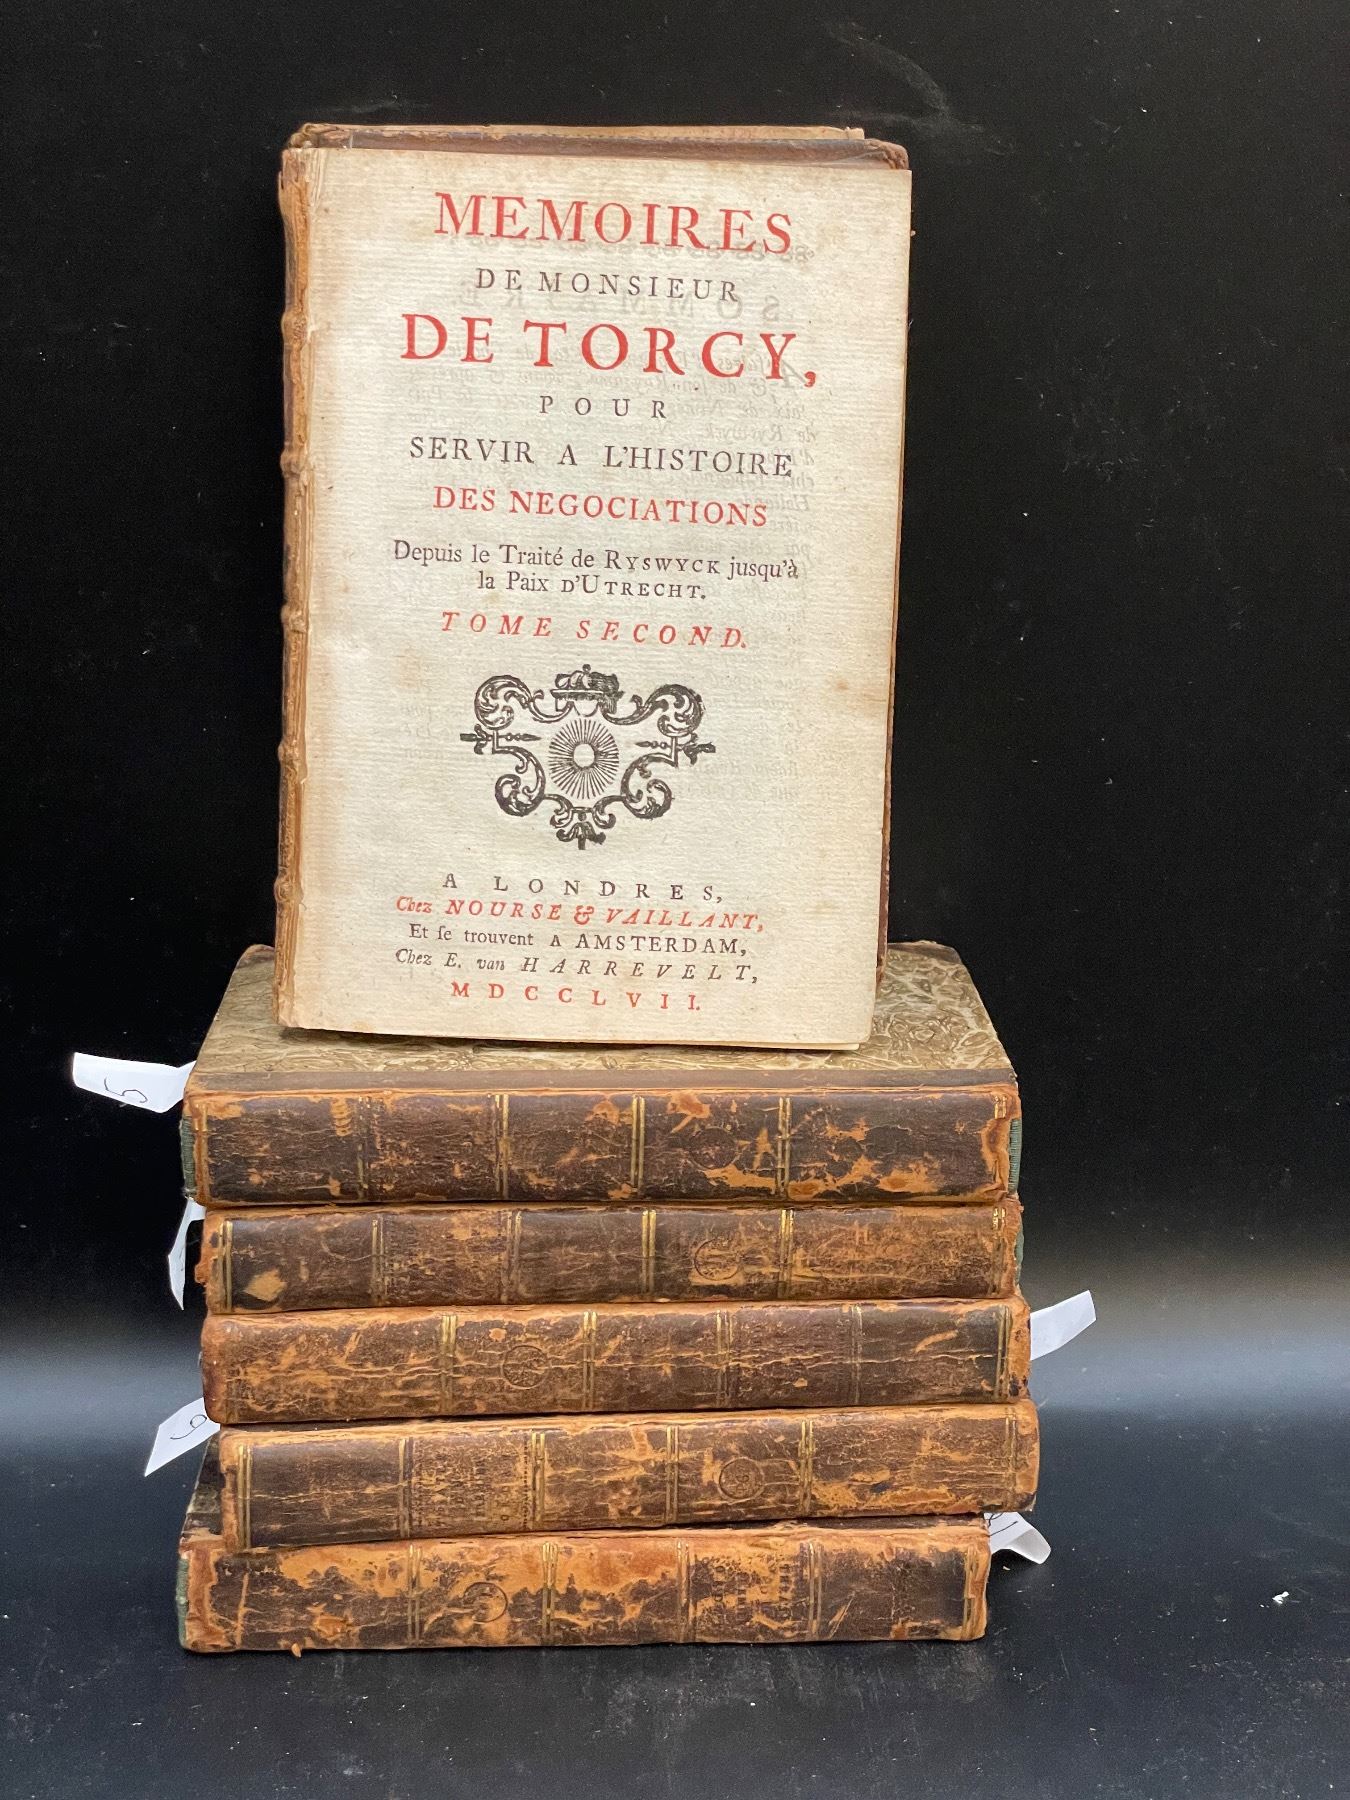 MEMOIRES
DE MONSIEUR
DE TORCY,
POUR
SERVIR A L'HISTOIRE
DES NEGOCIATIONS
Depuis le Traité de RYSWYCK jusqu'à
la Paix D'UTRECHT.
TOME SECOND.
A LONDRES,
Chez NOURSE & VAILLANT,
Et se trouvent A AMSTERDAM,
Chez E. van HARREVELT,
MDCCLVII.
5